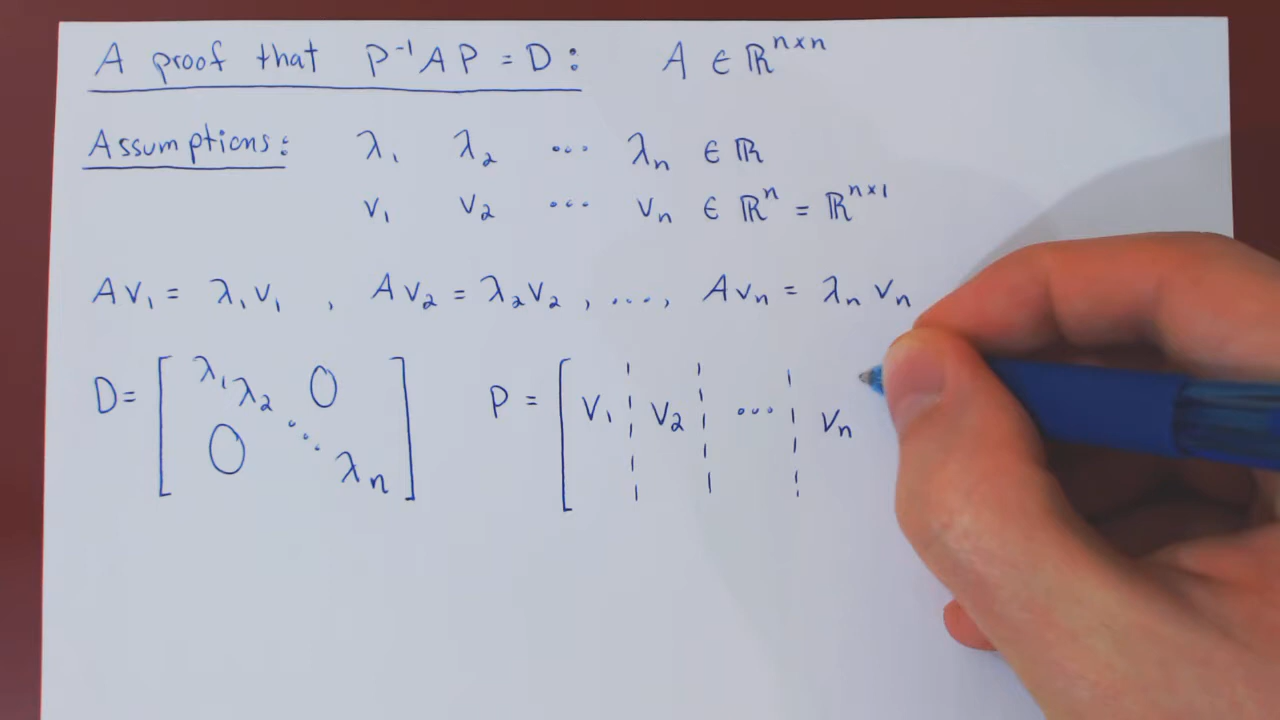 A proof that P⁻¹AP = D: A ∈ ℝⁿˣⁿ
Assumptions: λ₁ λ₂ ... λₙ ∈ ℝ
v₁ v₂ ... vₙ ∈ ℝⁿ = ℝⁿˣ¹
Av₁ = λ₁v₁ , Av₂ = λ₂v₂ , ...., Avₙ = λₙvₙ
D = [ λ₁ λ₂ 0 0 ⋱ λₙ ] P = [ v₁ ¦ v₂ ¦ ... ¦ vₙ